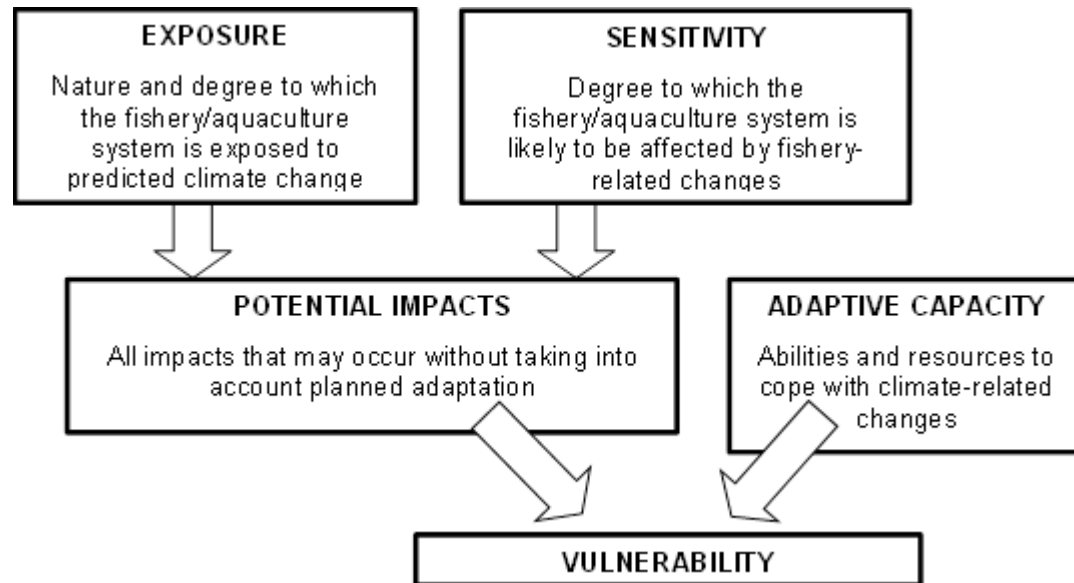 EXPOSURE
Nature and degree to which
the fishery/aquaculture
system is exposed to
predicted climate change
SENSITIVITY
Degree to which the
fishery/aquaculture system is
likely to be affected by fishery-
related changes
POTENTIAL IMPACTS
All impacts that may occur without taking into
account planned adaptation
ADAPTIVE CAPACITY
Abilities and resources to
cope with climate-related
changes
VULNERABILITY